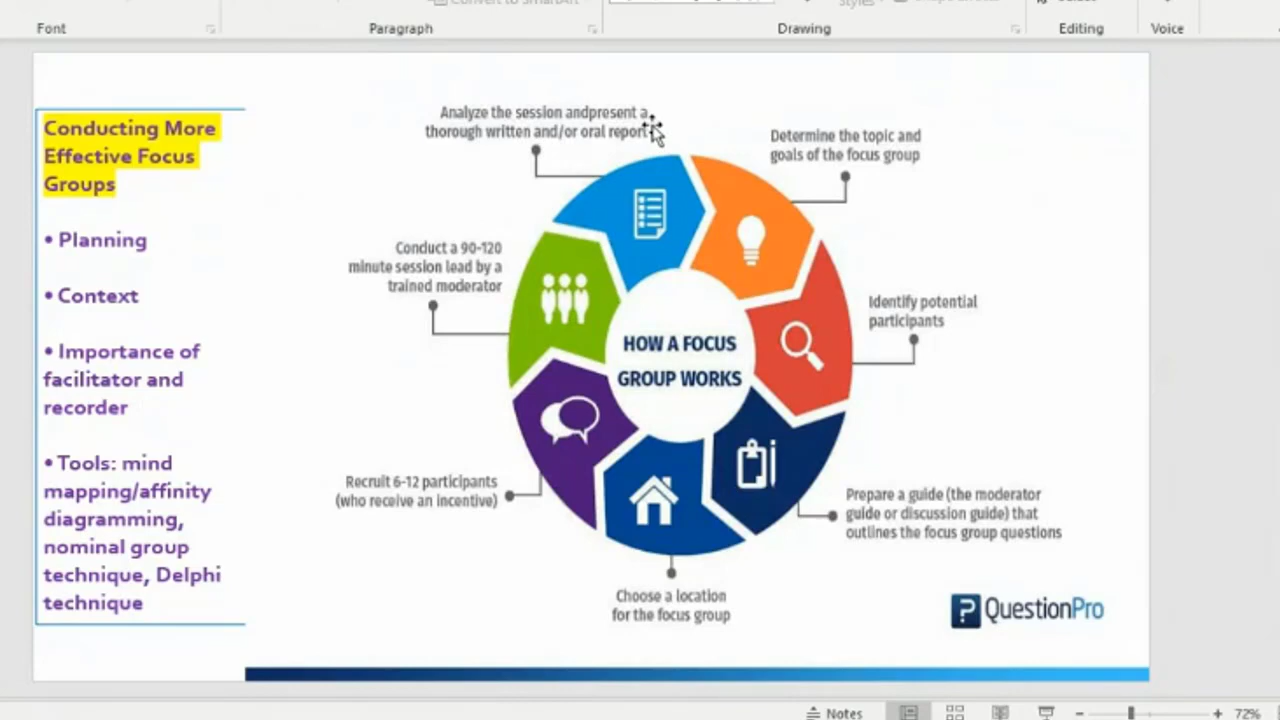 Convert to SmartArt
Styles
Font
Paragraph
Drawing
Editing
Voice
Conducting More
Effective Focus
Groups
• Planning
• Context
• Importance of
facilitator and
recorder
• Tools: mind
mapping/affinity
diagramming,
nominal group
technique, Delphi
technique
Analyze the session andpresent a
thorough written and/or oral report
Determine the topic and
goals of the focus group
Conduct a 90-120
minute session lead by a
trained moderator
Identify potential
participants
HOW A FOCUS
GROUP WORKS
Recruit 6-12 participants
(who receive an incentive)
Prepare a guide (the moderator
guide or discussion guide) that
outlines the focus group questions
Choose a location
for the focus group
QuestionPro
Notes
72%